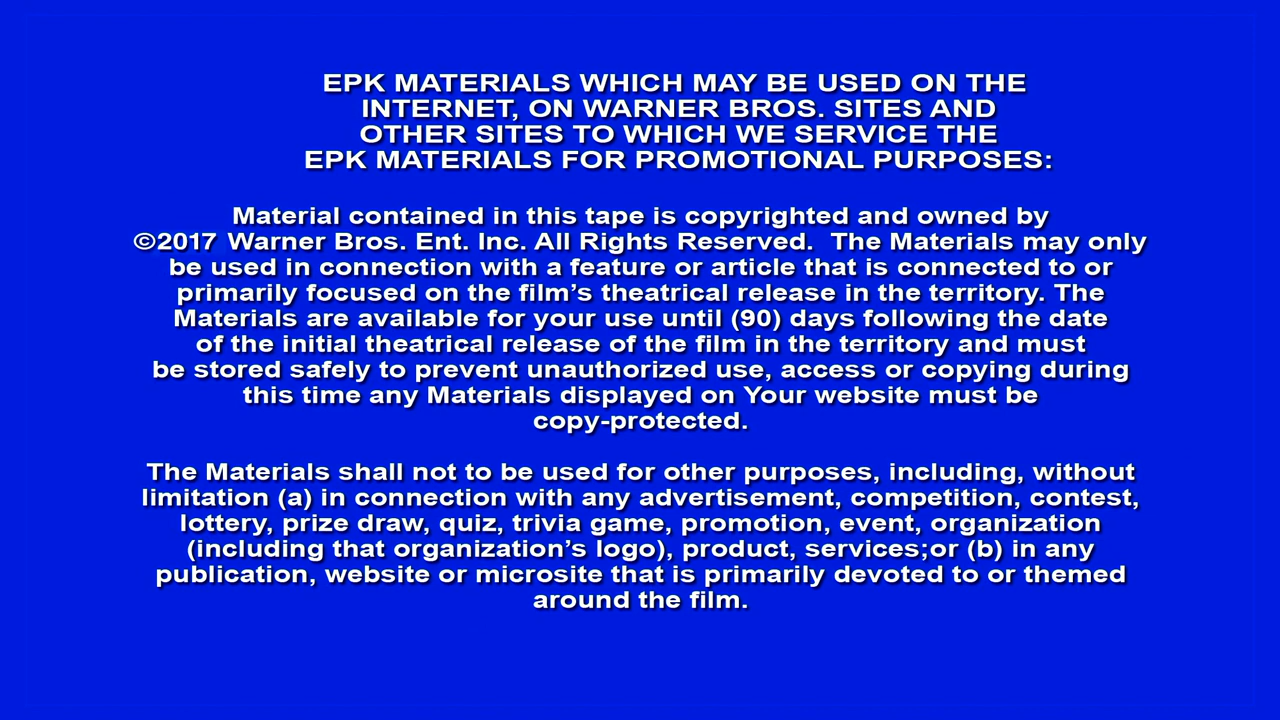 EPK MATERIALS WHICH MAY BE USED ON THE
INTERNET, ON WARNER BROS. SITES AND
OTHER SITES TO WHICH WE SERVICE THE
EPK MATERIALS FOR PROMOTIONAL PURPOSES:
Material contained in this tape is copyrighted and owned by
©2017 Warner Bros. Ent. Inc. All Rights Reserved.  The Materials may only
be used in connection with a feature or article that is connected to or
primarily focused on the film’s theatrical release in the territory. The
Materials are available for your use until (90) days following the date
of the initial theatrical release of the film in the territory and must
be stored safely to prevent unauthorized use, access or copying during
this time any Materials displayed on Your website must be
copy-protected.
The Materials shall not to be used for other purposes, including, without
limitation (a) in connection with any advertisement, competition, contest,
lottery, prize draw, quiz, trivia game, promotion, event, organization
(including that organization’s logo), product, services;or (b) in any
publication, website or microsite that is primarily devoted to or themed
around the film.